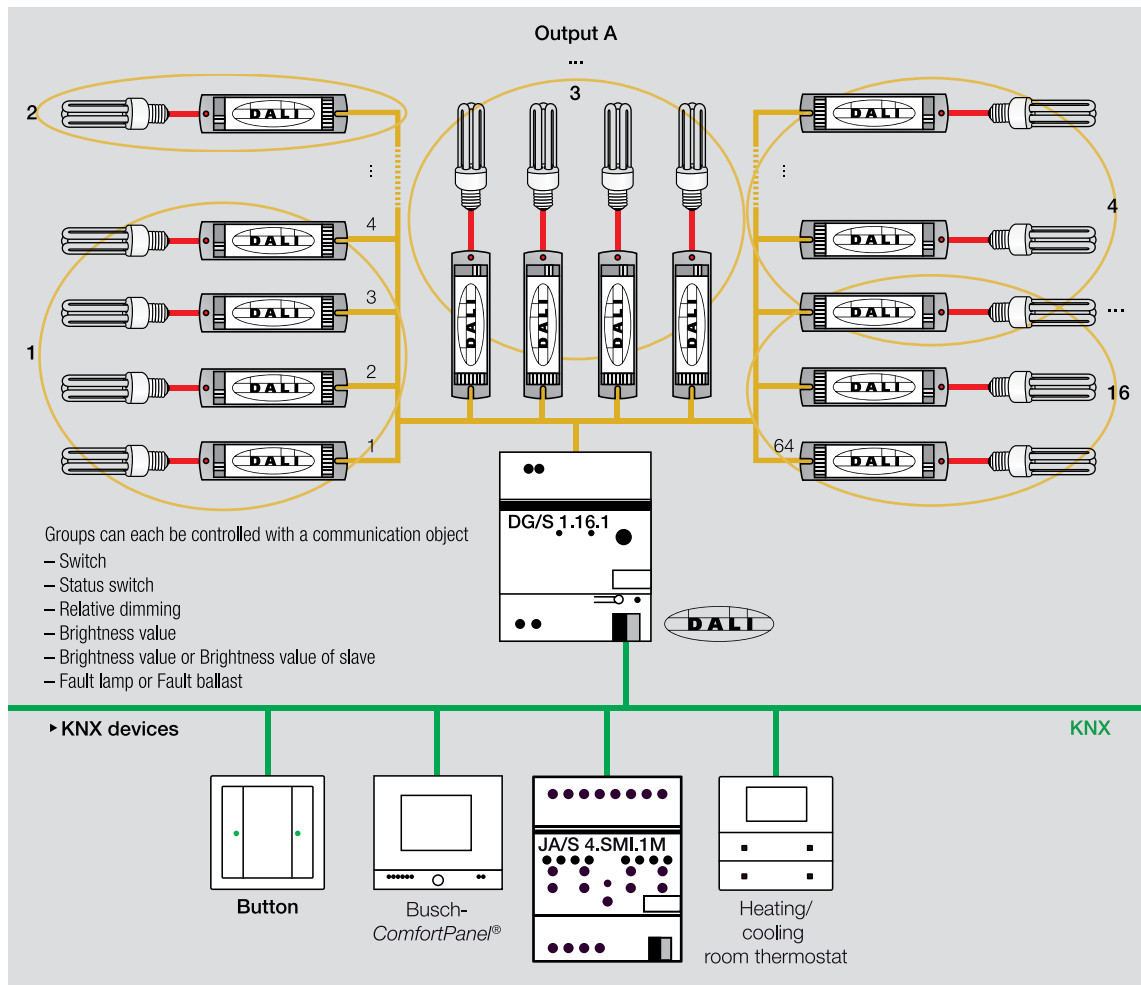 Output A
...
3
2
DALI
DALI
...
...
4
DALI
4
DALI
DALI
DALI
DALI
DALI
3
DALI
DALI
...
1
2
DALI
DALI
16
1
DALI
64
DALI
DG/S 1.16.1
DALI
Groups can each be controlled with a communication object
– Switch
– Status switch
– Relative dimming
– Brightness value
– Brightness value or Brightness value of slave
– Fault lamp or Fault ballast
▸ KNX devices
KNX
JA/S 4.SMI.1M
Button
Busch-
ComfortPanel®
Heating/
cooling
room thermostat